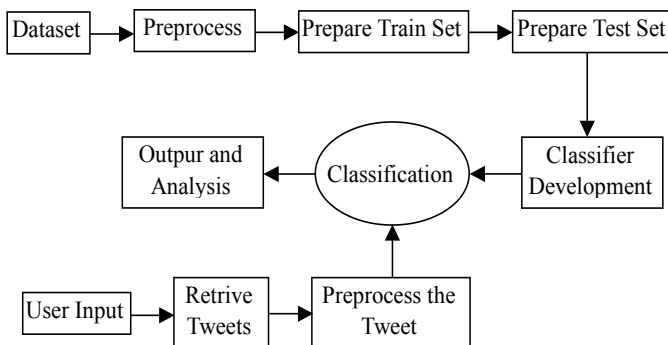 Dataset
Preprocess
Prepare Train Set
Prepare Test Set
Outpur and
Analysis
Classification
Classifier
Development
User Input
Retrive
Tweets
Preprocess the
Tweet